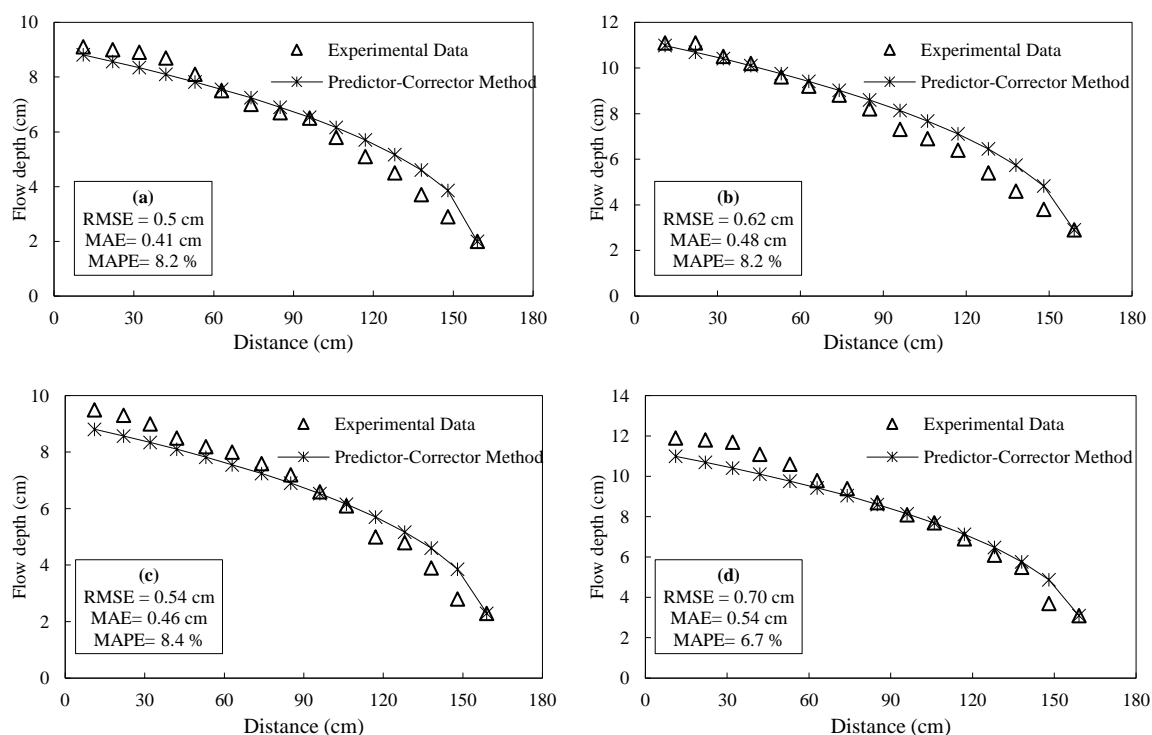 10
8
6
4
2
0
Flow depth (cm)
Experimental Data
Predictor-Corrector Method
(a)
RMSE = 0.5 cm
MAE= 0.41 cm
MAPE= 8.2 %
0 30 60 90 120 150 180
Distance (cm)
12
10
8
6
4
2
0
Flow depth (cm)
Experimental Data
Predictor-Corrector Method
(b)
RMSE = 0.62 cm
MAE= 0.48 cm
MAPE= 8.2 %
0 30 60 90 120 150 180
Distance (cm)
10
8
6
4
2
0
Flow depth (cm)
Experimental Data
Predictor-Corrector Method
(c)
RMSE = 0.54 cm
MAE= 0.46 cm
MAPE= 8.4 %
0 30 60 90 120 150 180
Distance (cm)
14
12
10
8
6
4
2
0
Flow depth (cm)
Experimental Data
Predictor-Corrector Method
(d)
RMSE = 0.70 cm
MAE= 0.54 cm
MAPE= 6.7 %
0 30 60 90 120 150 180
Distance (cm)